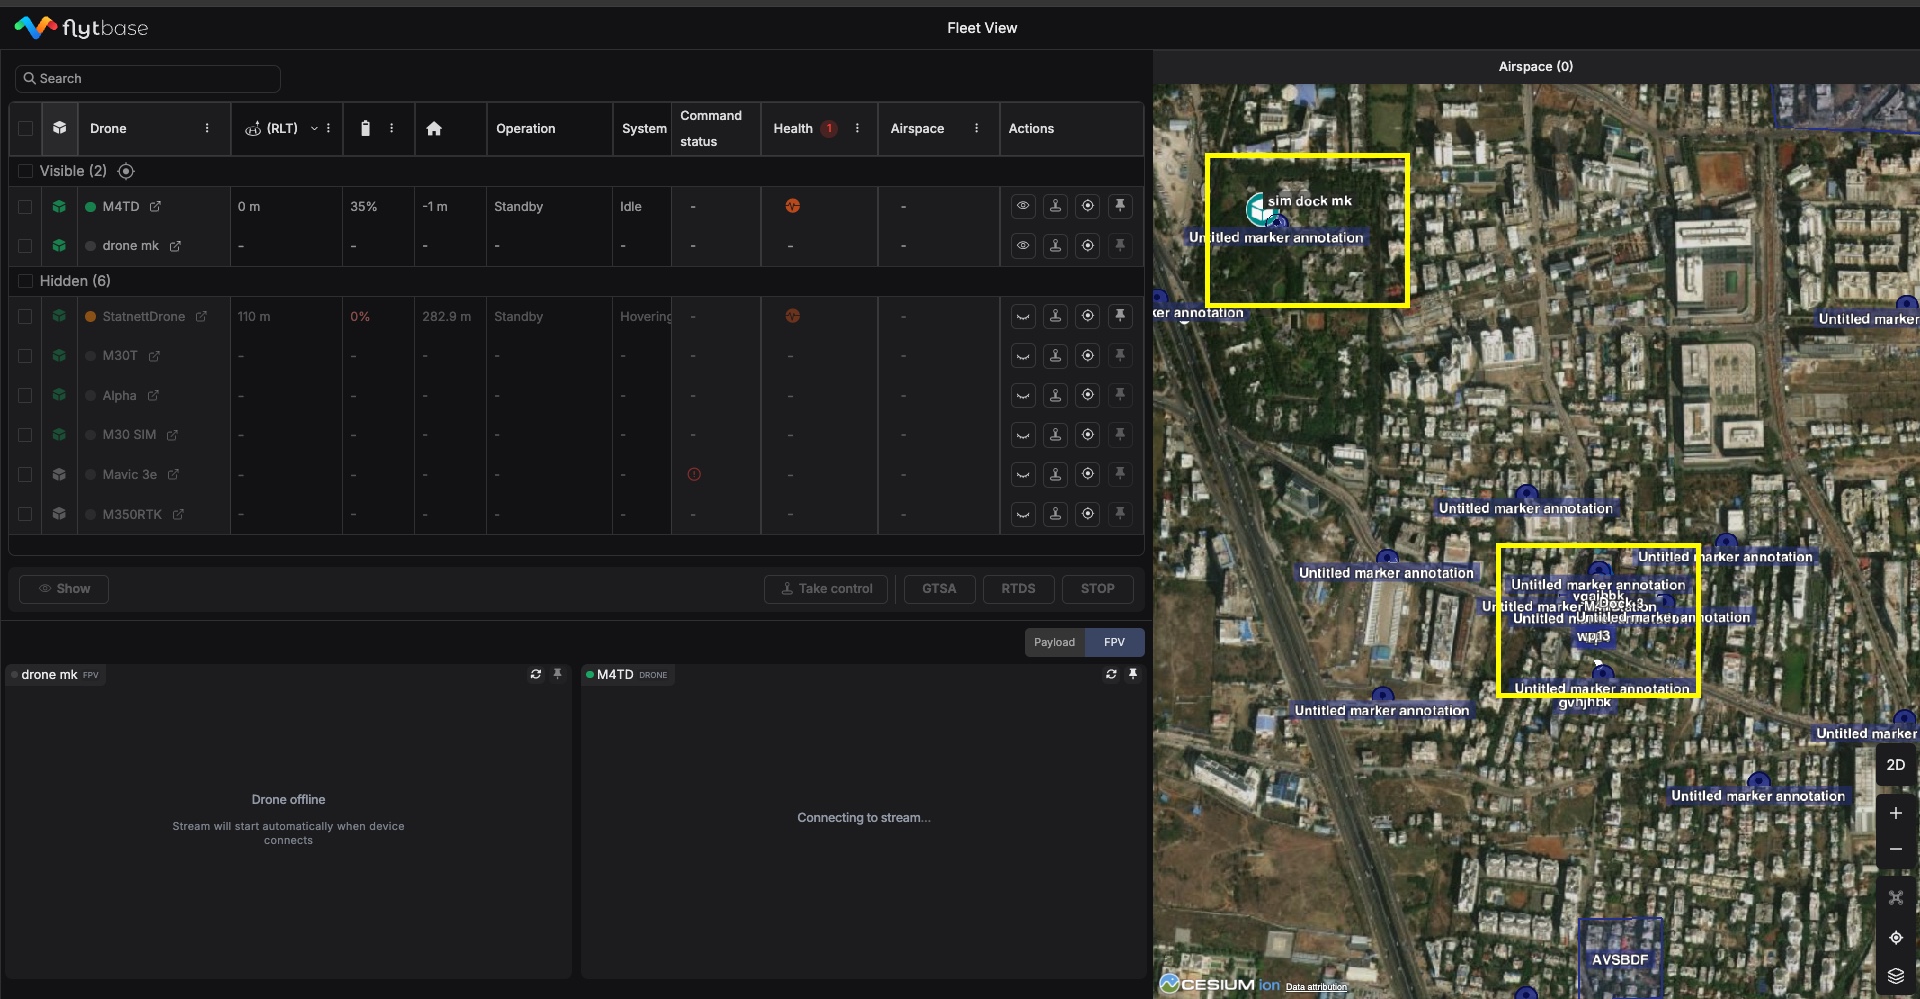 flytbase
Fleet View
Search
Airspace (0)
Drone
(RLT)
Operation
System
Command
status
Health 1
Airspace
Actions
Visible (2)
M4TD 0 m 35% -1 m Standby Idle - -
drone mk - - - - - - - -
Hidden (6)
StatnettDrone 110 m 0% 282.9 m Standby Hovering - -
M30T - - - - - - - -
Alpha - - - - - - - -
M30 SIM - - - - - - - -
Mavic 3e - - - - - - -
M350RTK - - - - - - - -
Show
Take control
GTSA
RTDS
STOP
Payload
FPV
drone mk FPV
M4TD DRONE
Drone offline
Stream will start automatically when device
connects
Connecting to stream...
sim dock mk
Untitled marker annotation
ker annotation
Untitled marker
Untitled marker annotation
Untitled marker annotation
Untitled marker annotation
Untitled marker annotation
Untitled marker annotation
wp13
Untitled marker annotation
gvhjhbk
Untitled marker annotation
Untitled marker
2D
Untitled marker annotation
AVSBDF
CESIUM ion Data attribution